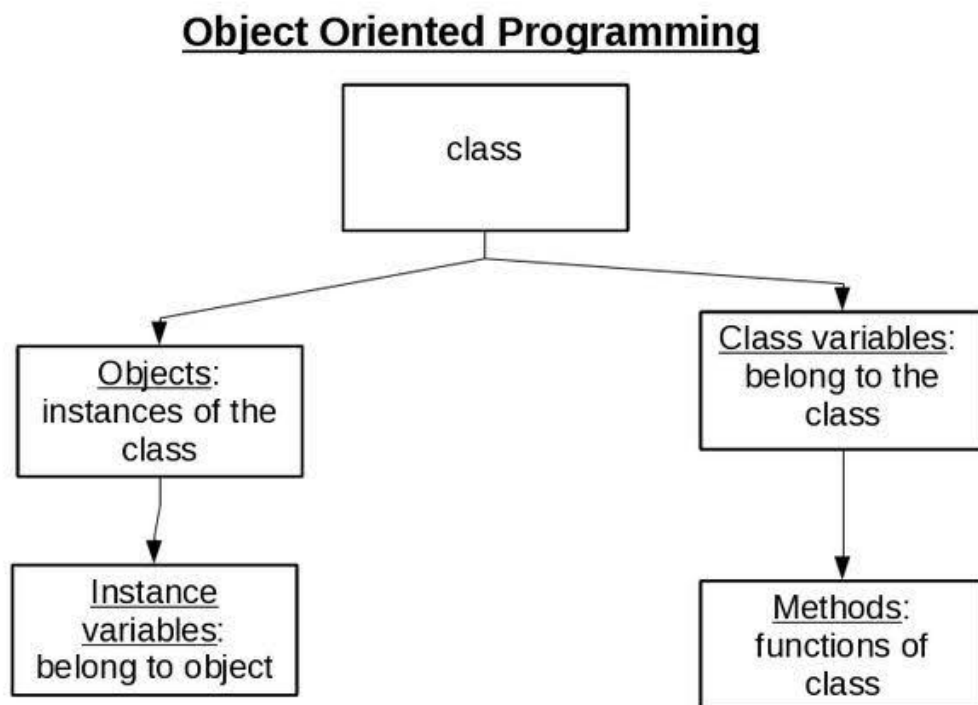 Object Oriented Programming
class
Objects:
instances of the
class
Class variables:
belong to the
class
Instance
variables:
belong to object
Methods:
functions of
class